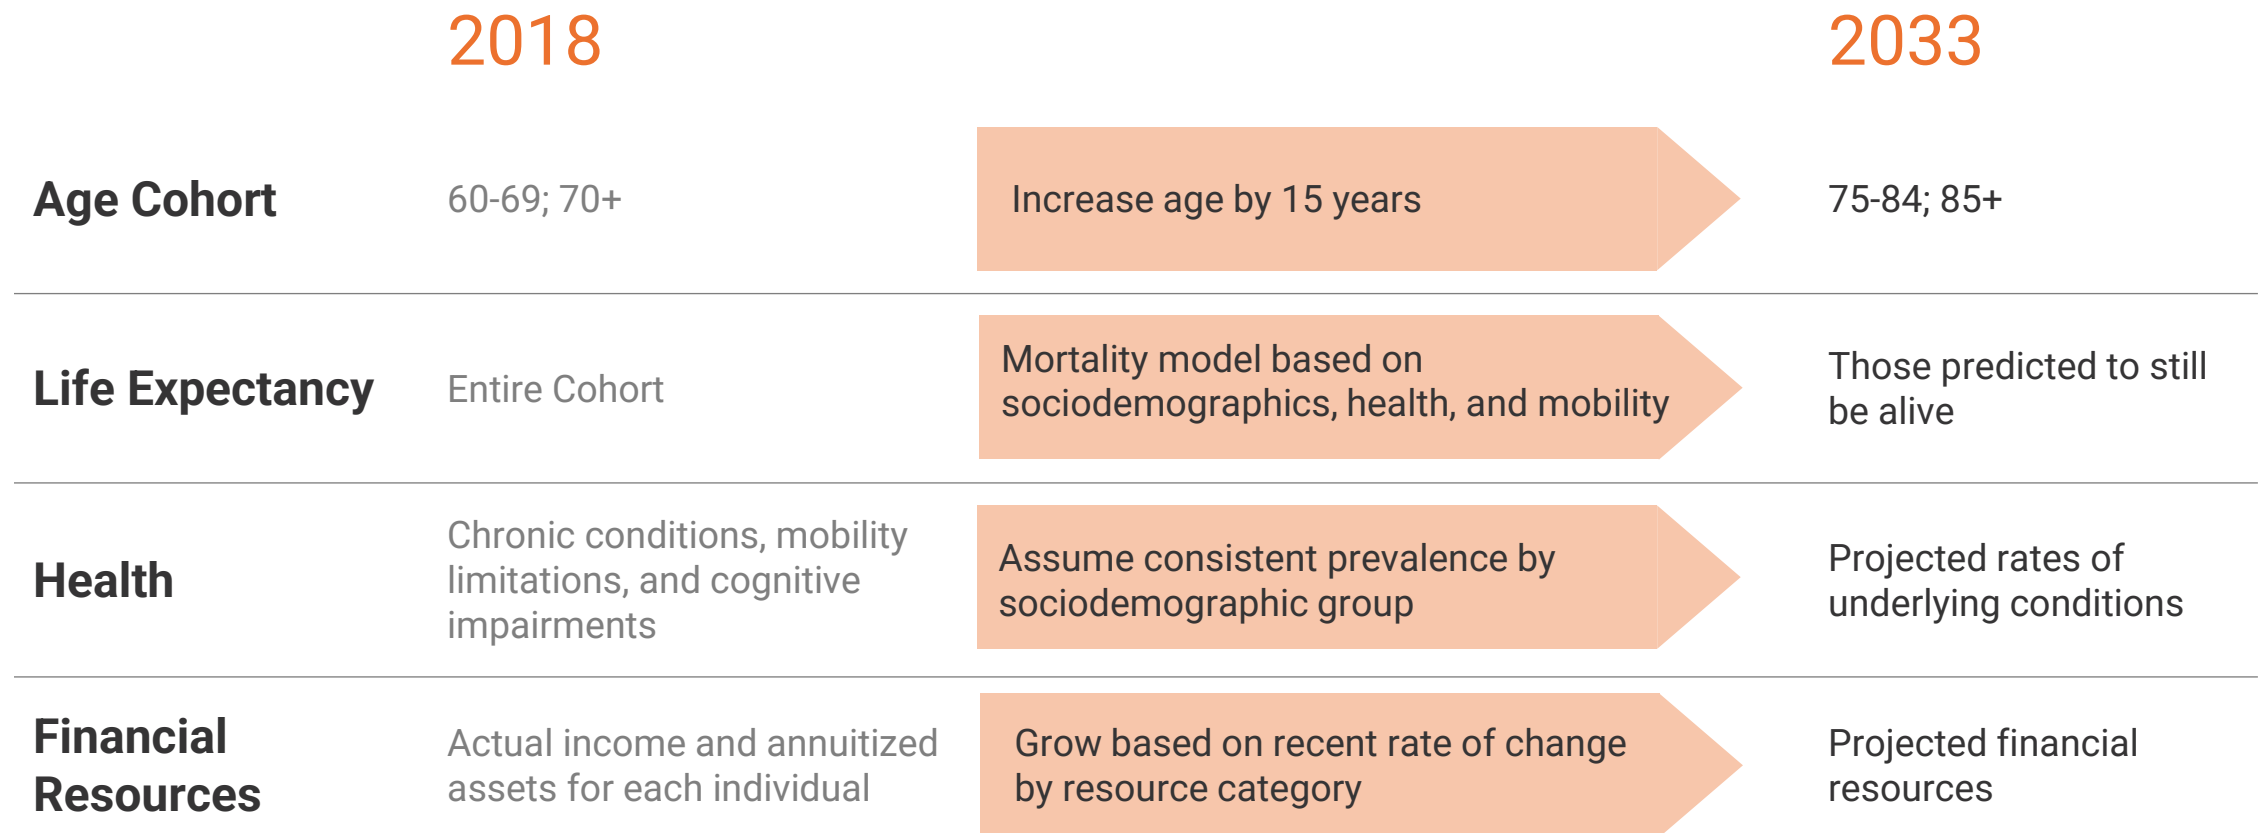 2018
2033
Age Cohort
60-69; 70+
Increase age by 15 years
75-84; 85+
Life Expectancy
Entire Cohort
Mortality model based on
sociodemographics, health, and mobility
Those predicted to still
be alive
Health
Chronic conditions, mobility
limitations, and cognitive
impairments
Assume consistent prevalence by
sociodemographic group
Projected rates of
underlying conditions
Financial
Resources
Actual income and annuitized
assets for each individual
Grow based on recent rate of change
by resource category
Projected financial
resources